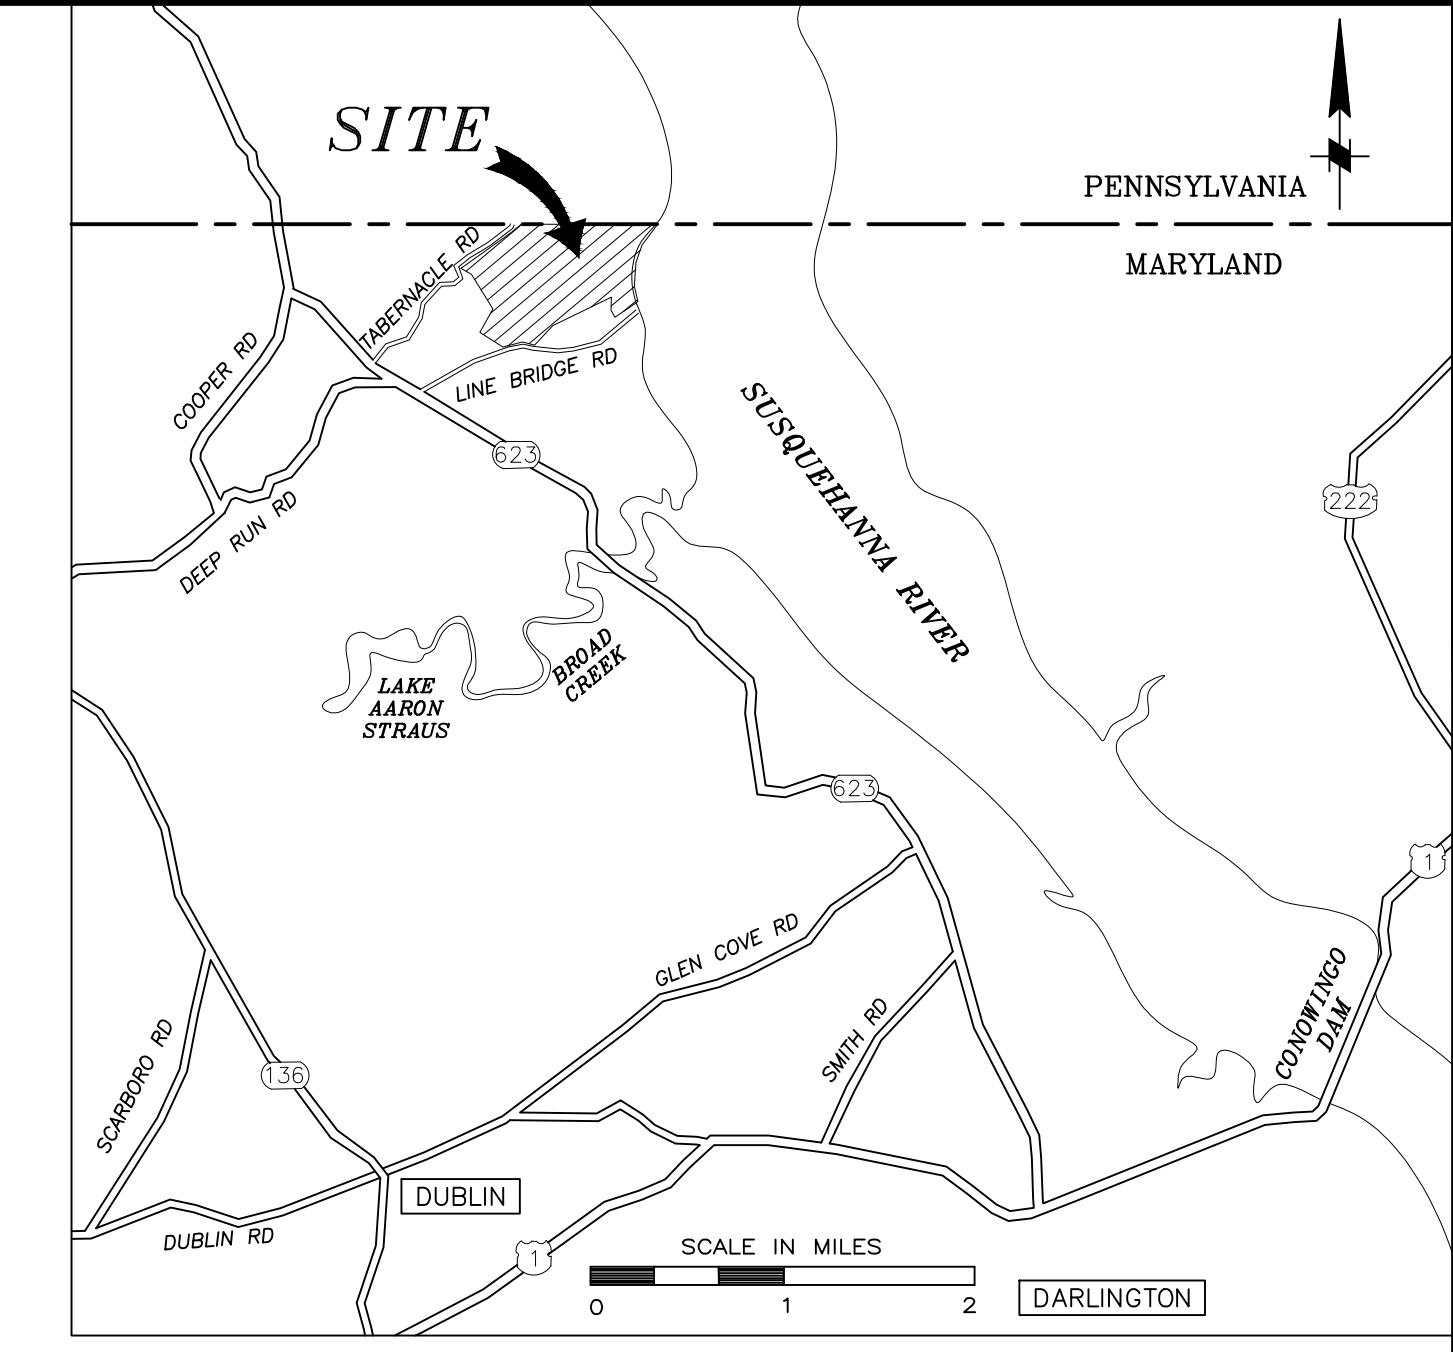 SITE
PENNSYLVANIA
MARYLAND
TABERNACLE RD
COOPER RD
LINE BRIDGE RD
623
SUSQUEHANNA RIVER
222
DEEP RUN RD
BROAD
CREEK
LAKE
AARON
STRAUS
623
1
GLEN COVE RD
CONOWINGO
DAM
SMITH RD
SCARBORO RD
136
DUBLIN
DUBLIN RD
1
SCALE IN MILES
0 1 2
DARLINGTON